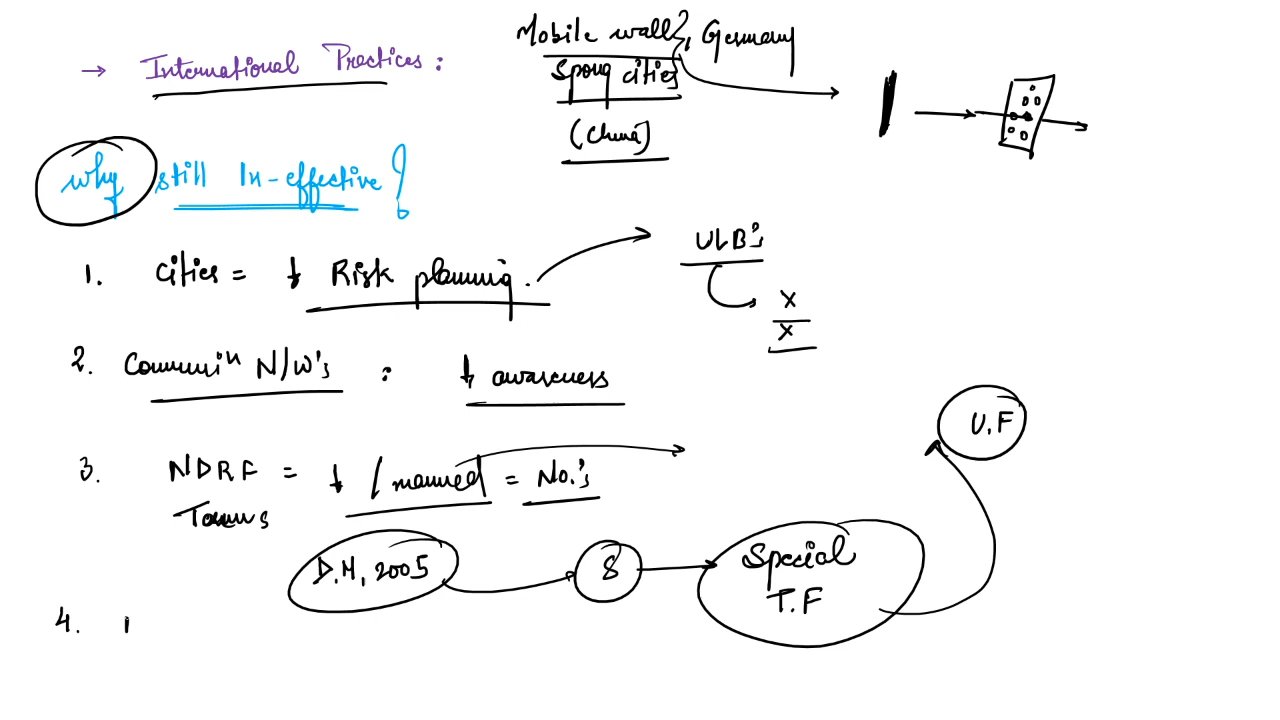 → International Practices :
Mobile walls, Germany
Spong cities
(China)
why still In-effective ?
1. Cities = ↓ Risk planning.
ULB's
X
X
2. Communin N/W's : ↓ awareness
3. NDRF = ↓ (manned) = No.'s
Teams
U.F
D.M, 2005
8
Special
T.F
4.